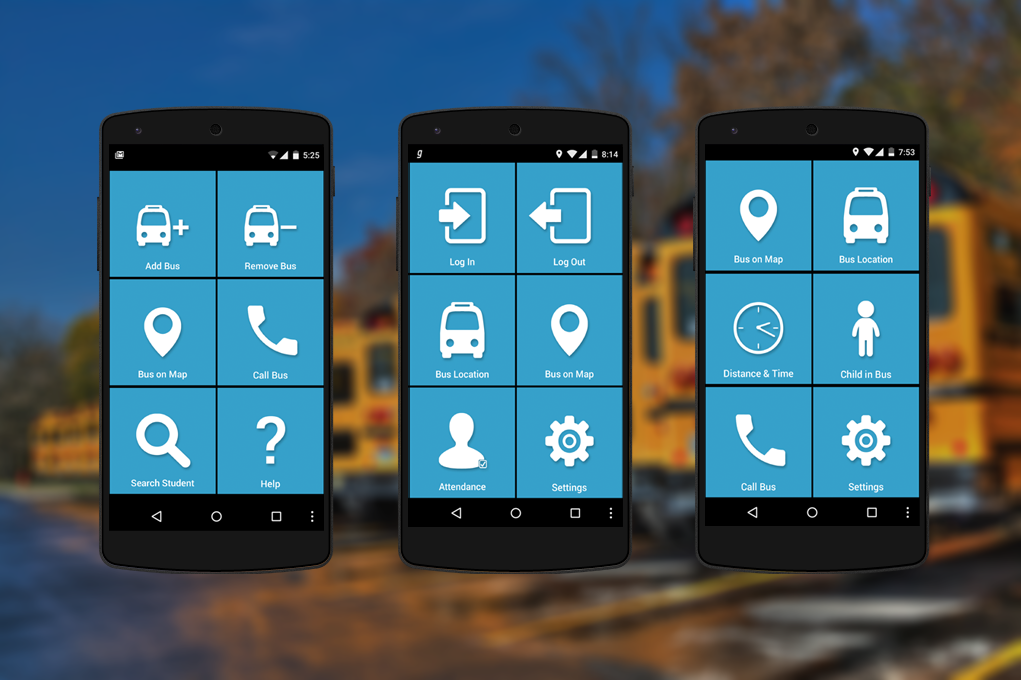 5:25
Add Bus
Remove Bus
Bus on Map
Call Bus
Search Student
?
Help
g
8:14
Log In
Log Out
Bus Location
Bus on Map
Attendance
Settings
7:53
Bus on Map
Bus Location
Distance & Time
Child in Bus
Call Bus
Settings